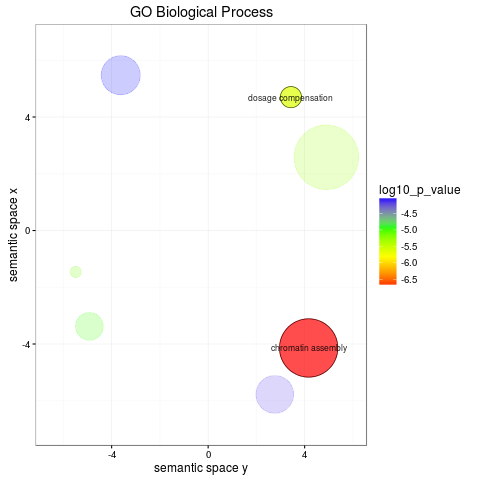 GO Biological Process
dosage compensation
chromatin assembly
semantic space x
semantic space y
4
0
-4
-4
0
4
log10_p_value
-4.5
-5.0
-5.5
-6.0
-6.5